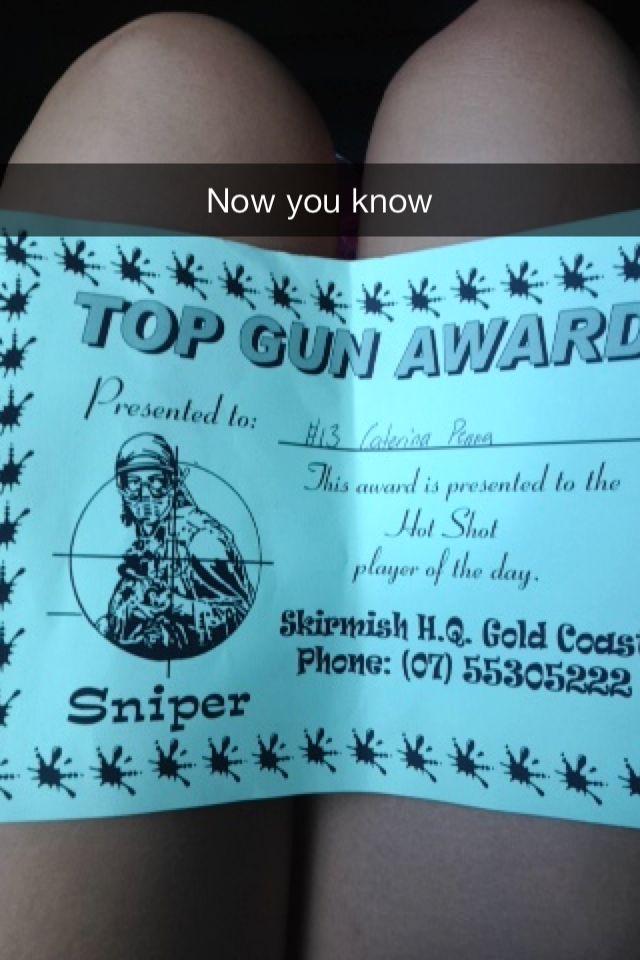 Now you know
TOP GUN AWARD
Presented to:
#13 Caterina Penna
This award is presented to the
Hot Shot
player of the day.
Skirmish H.Q. Gold Coast
Phone: (07) 55305222
Sniper